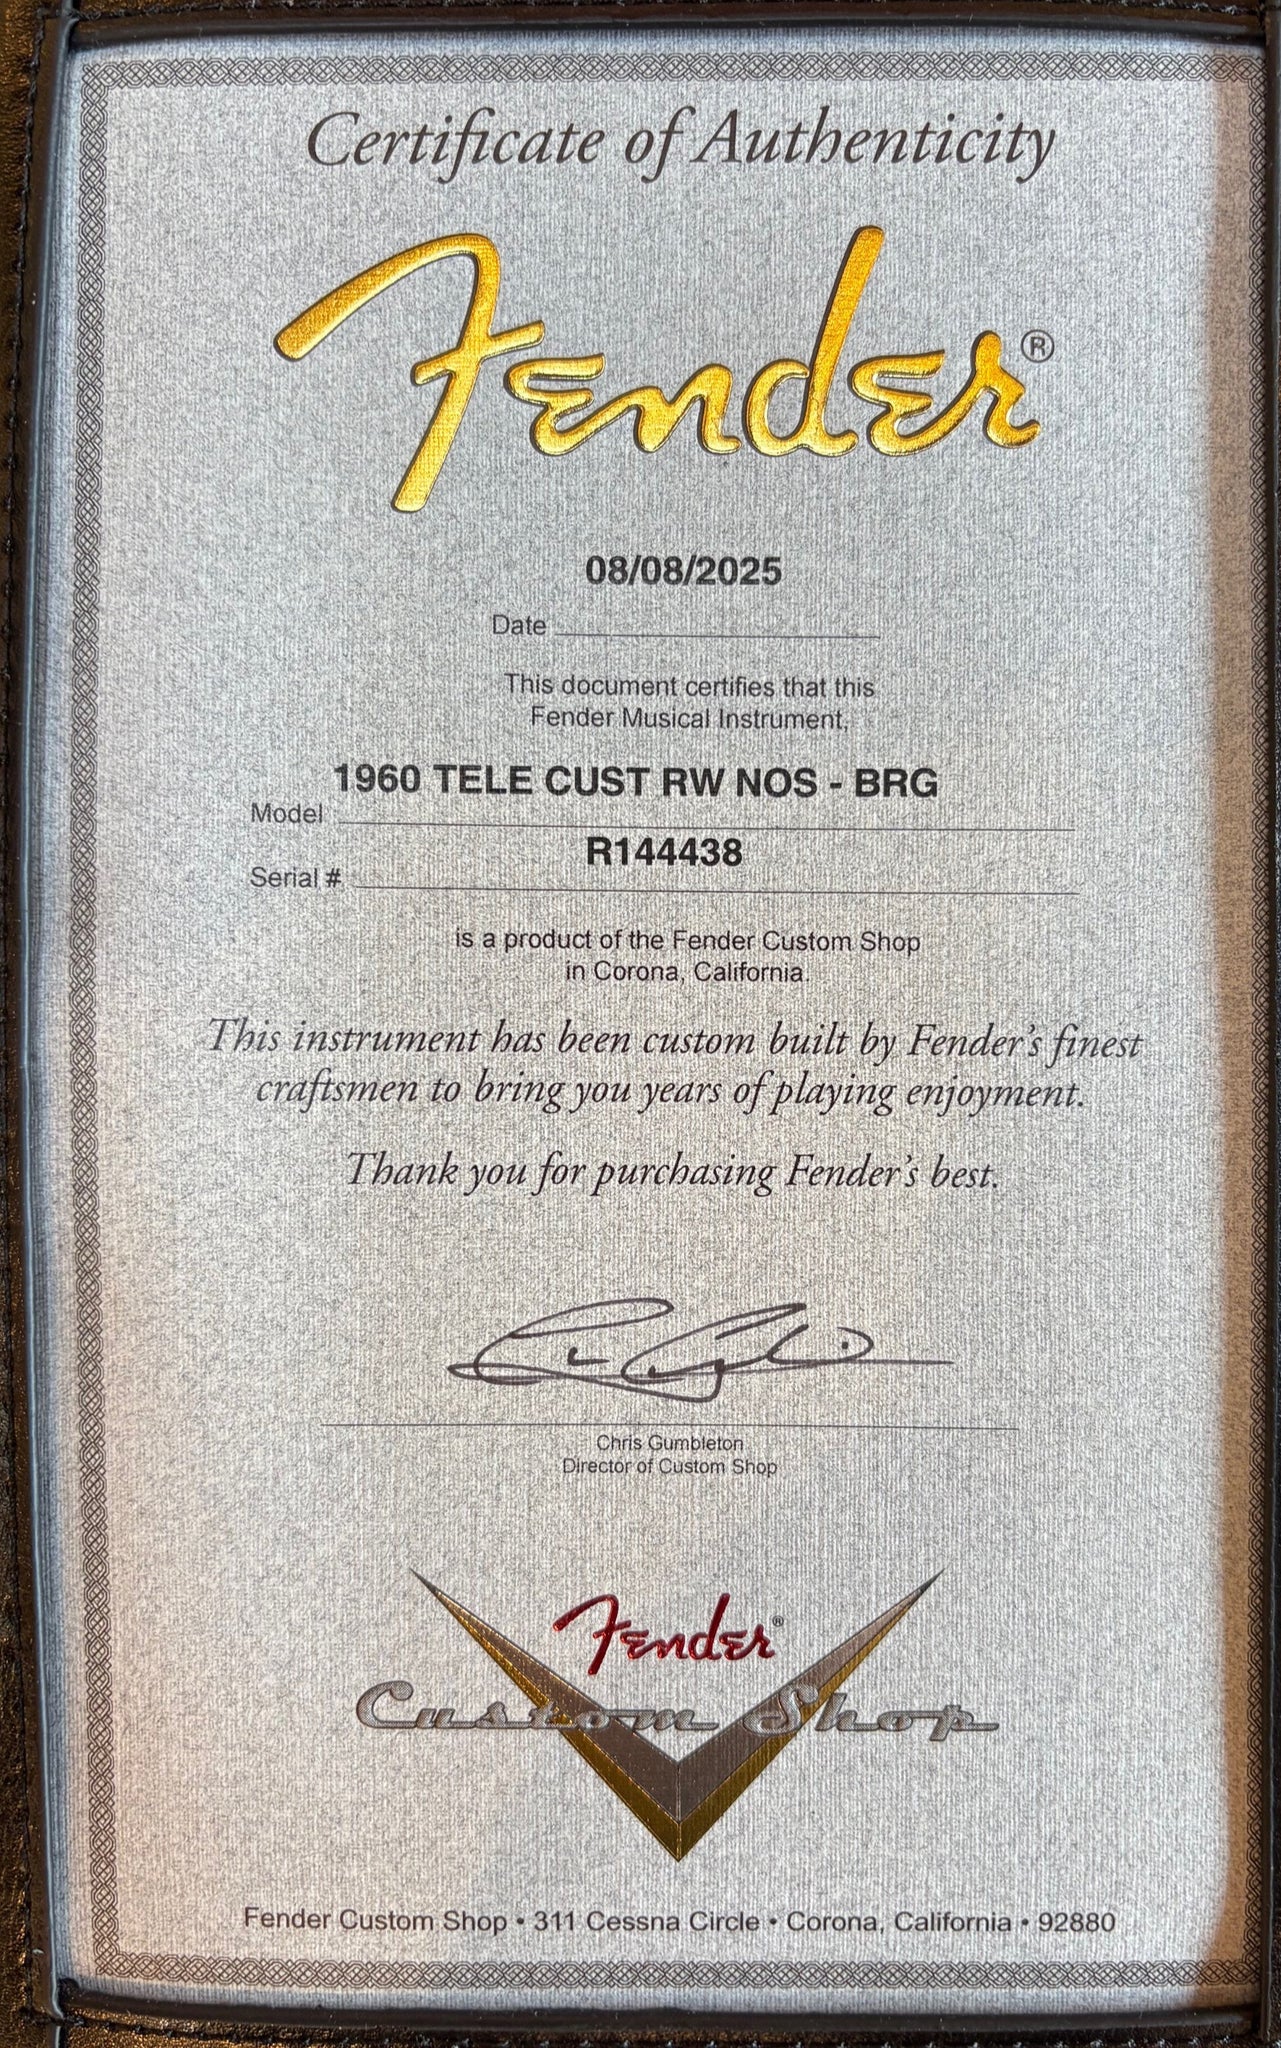 Certificate of Authenticity
Fender®
08/08/2025
Date
This document certifies that this
Fender Musical Instrument,
1960 TELE CUST RW NOS - BRG
Model
R144438
Serial #
is a product of the Fender Custom Shop
in Corona, California.
This instrument has been custom built by Fender's finest
craftsmen to bring you years of playing enjoyment.
Thank you for purchasing Fender's best.
Chris Gumbleton
Director of Custom Shop
Fender®
Custom Shop
Fender Custom Shop • 311 Cessna Circle • Corona, California • 92880